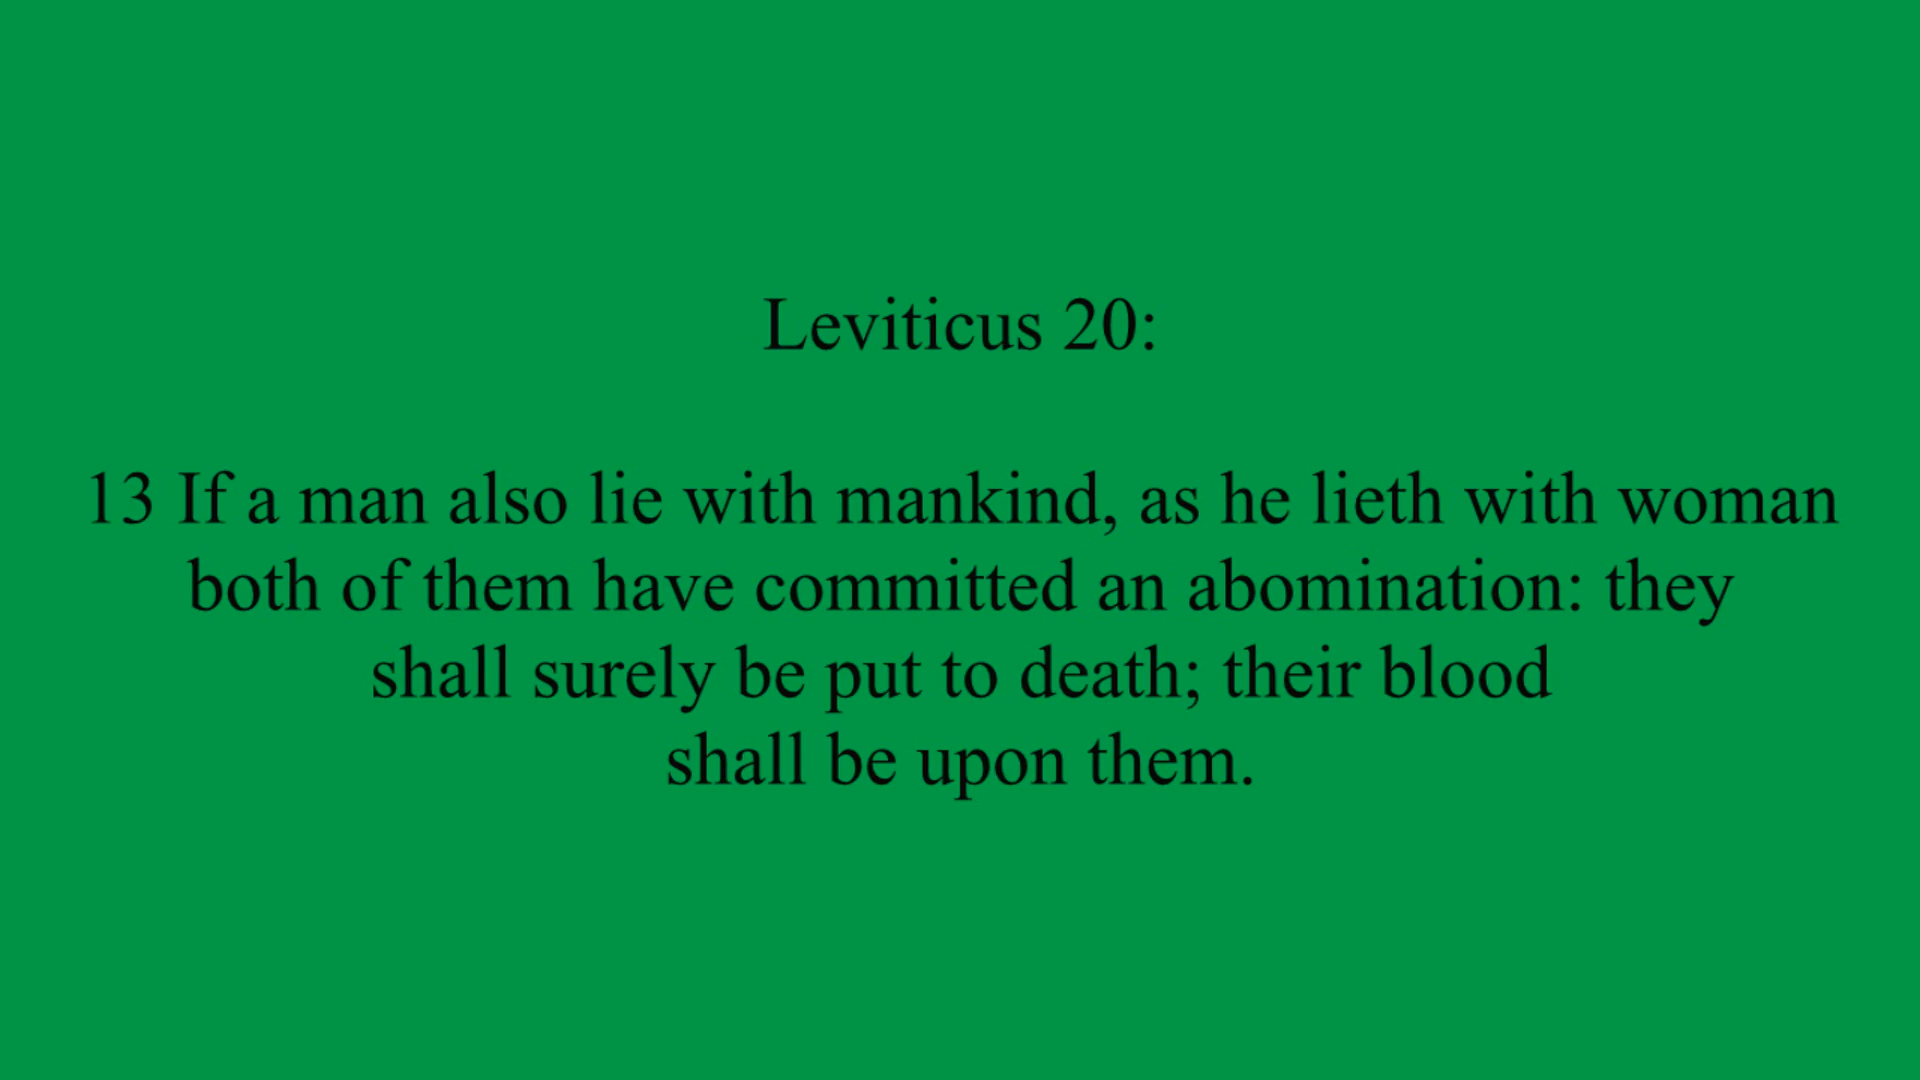 Leviticus 20:
13 If a man also lie with mankind, as he lieth with woman
both of them have committed an abomination: they
shall surely be put to death; their blood
shall be upon them.